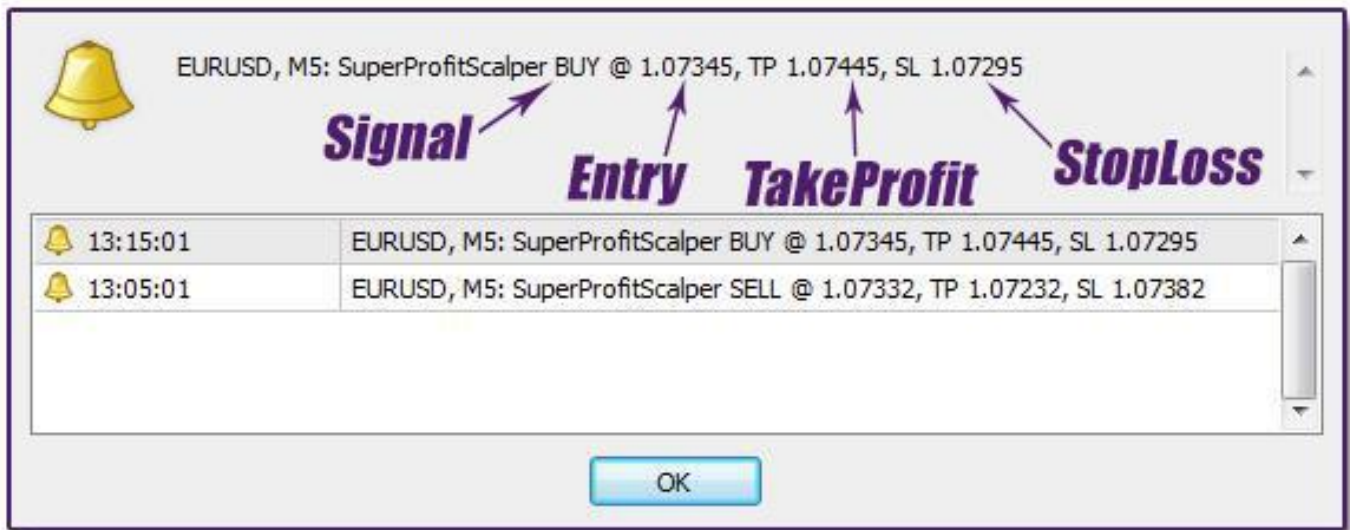 EURUSD, M5: SuperProfitScalper BUY @ 1.07345, TP 1.07445, SL 1.07295
Signal
Entry
TakeProfit
StopLoss
13:15:01 EURUSD, M5: SuperProfitScalper BUY @ 1.07345, TP 1.07445, SL 1.07295
13:05:01 EURUSD, M5: SuperProfitScalper SELL @ 1.07332, TP 1.07232, SL 1.07382
OK